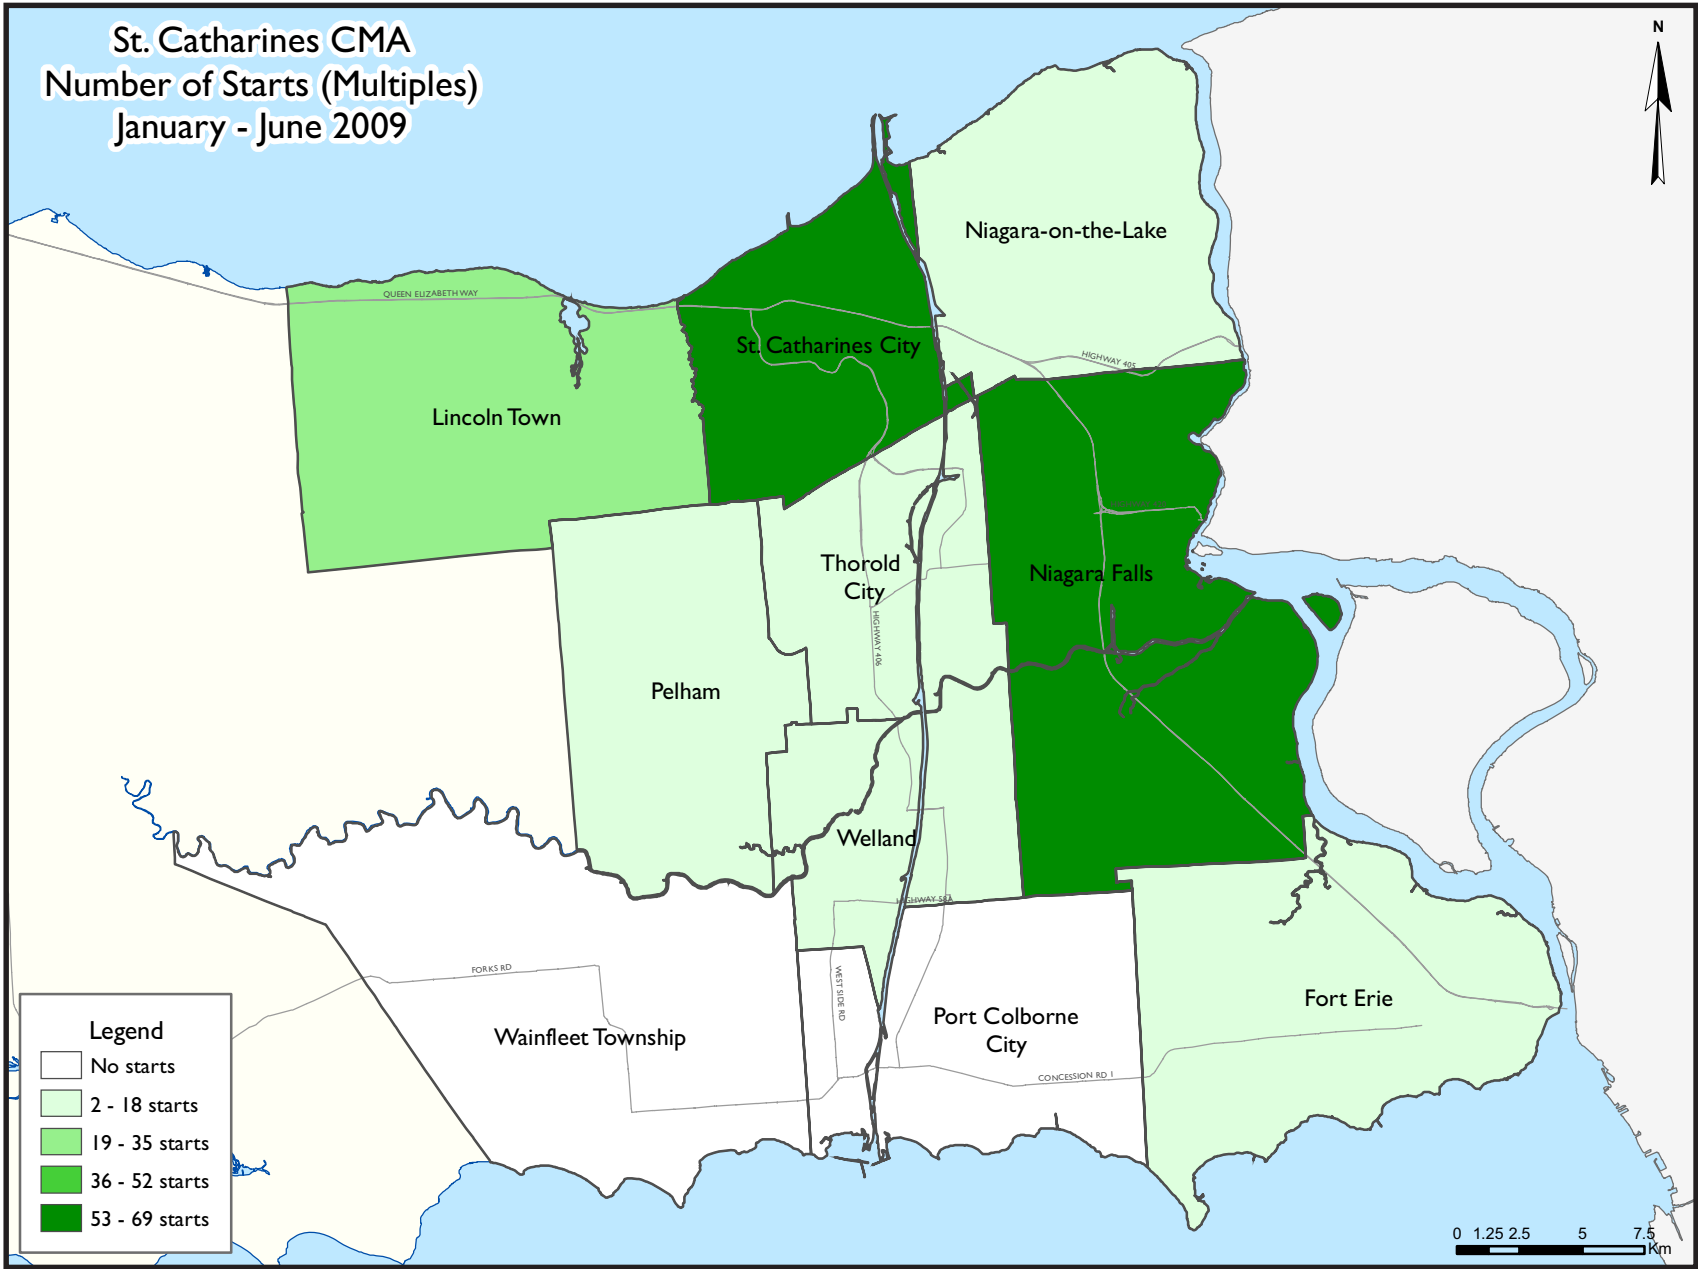 St. Catharines CMA
Number of Starts (Multiples)
January - June 2009
N
Niagara-on-the-Lake
QUEEN ELIZABETH WAY
St. Catharines City
HIGHWAY 405
Lincoln Town
Thorold
City
Niagara Falls
HIGHWAY 406
Pelham
Welland
HIGHWAY 58A
FORKS RD
WEST SIDE RD
Fort Erie
Port Colborne
City
Wainfleet Township
CONCESSION RD 1
Legend
No starts
2 - 18 starts
19 - 35 starts
36 - 52 starts
53 - 69 starts
0 1.25 2.5 5 7.5
Km